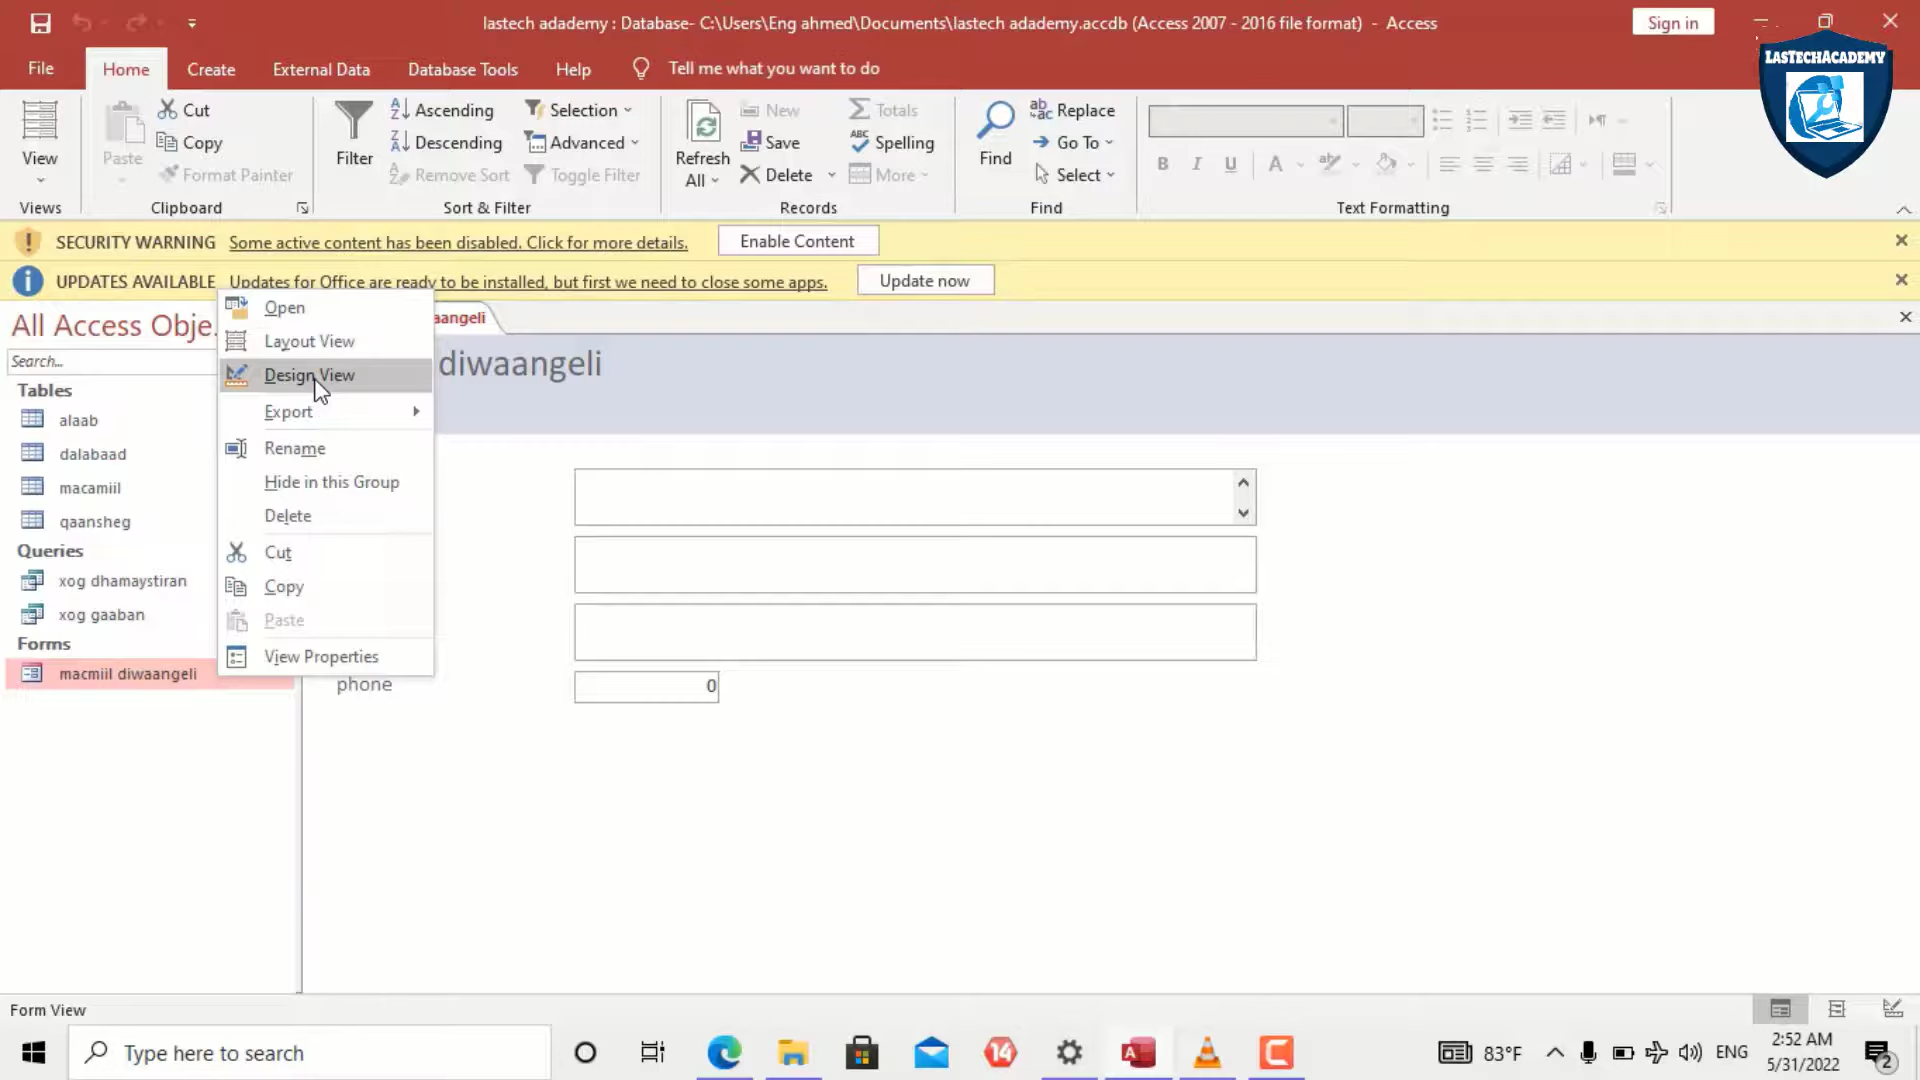 lastech adademy : Database- C:\Users\Eng ahmed\Documents\lastech adademy.accdb (Access 2007 - 2016 file format) - Access
Sign in
LASTECHACADEMY
File Home Create External Data Database Tools Help Tell me what you want to do
View
Views
Paste
Cut
Copy
Format Painter
Clipboard
Filter
Ascending
Descending
Remove Sort
Selection
Advanced
Toggle Filter
Sort & Filter
Refresh
All
New
Save
Delete
Totals
Spelling
More
Records
Find
Replace
Go To
Select
Find
B I U A
Text Formatting
SECURITY WARNING Some active content has been disabled. Click for more details. Enable Content
UPDATES AVAILABLE Updates for Office are ready to be installed, but first we need to close some apps. Update now
All Access Obje...
Search...
Tables
alaab
dalabaad
macamiil
qaansheg
Queries
xog dhamaystiran
xog gaaban
Forms
macmiil diwaangeli
Open
Layout View
Design View
Export
Rename
Hide in this Group
Delete
Cut
Copy
Paste
View Properties
aangeli
diwaangeli
phone 0
Form View
Type here to search
14
83°F
ENG
2:52 AM
5/31/2022
2